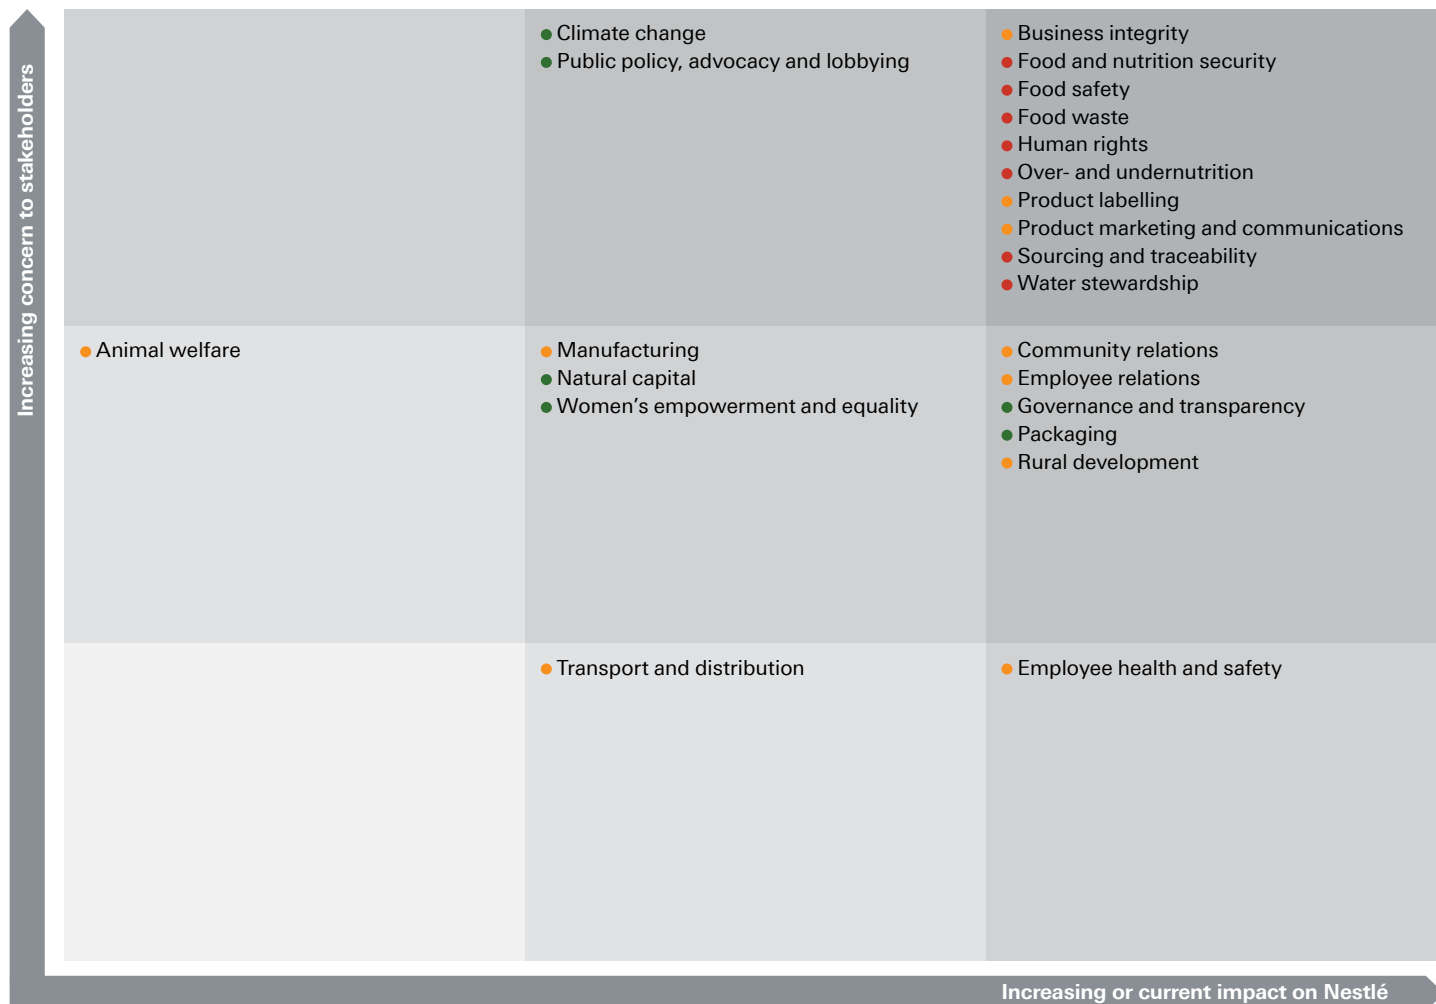 Increasing concern to stakeholders
Climate change
Public policy, advocacy and lobbying
Business integrity
Food and nutrition security
Food safety
Food waste
Human rights
Over- and undernutrition
Product labelling
Product marketing and communications
Sourcing and traceability
Water stewardship
Animal welfare
Manufacturing
Natural capital
Women’s empowerment and equality
Community relations
Employee relations
Governance and transparency
Packaging
Rural development
Transport and distribution
Employee health and safety
Increasing or current impact on Nestlé